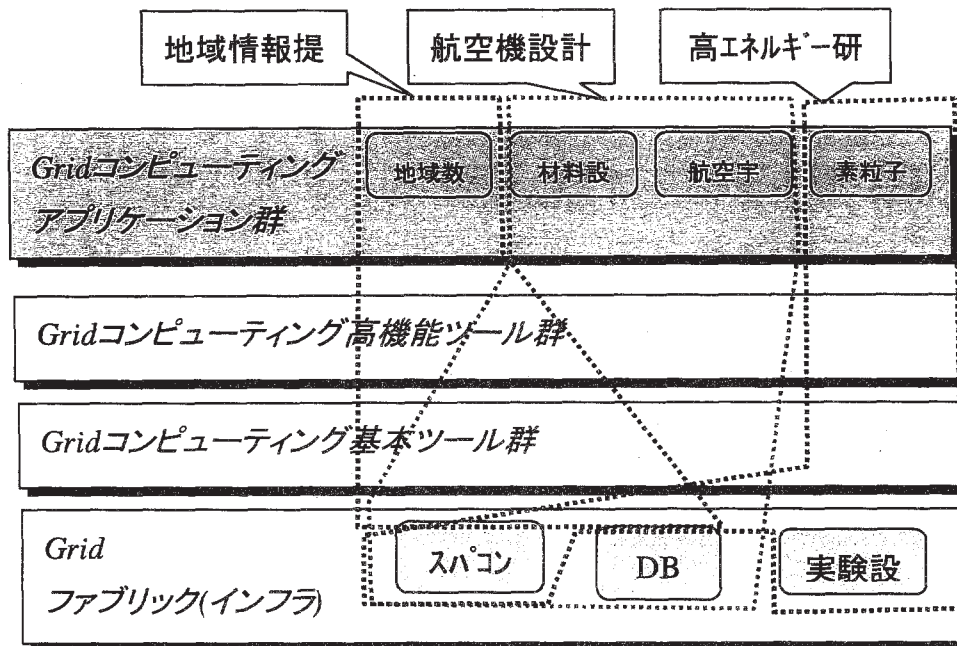 地域情報提
航空機設計
高エネルギー研
Gridコンピューティング
アプリケーション群
地域数
材料設
航空宇
素粒子
Gridコンピューティング高機能ツール群
Gridコンピューティング基本ツール群
Grid
ファブリック(インフラ)
スパコン
DB
実験設